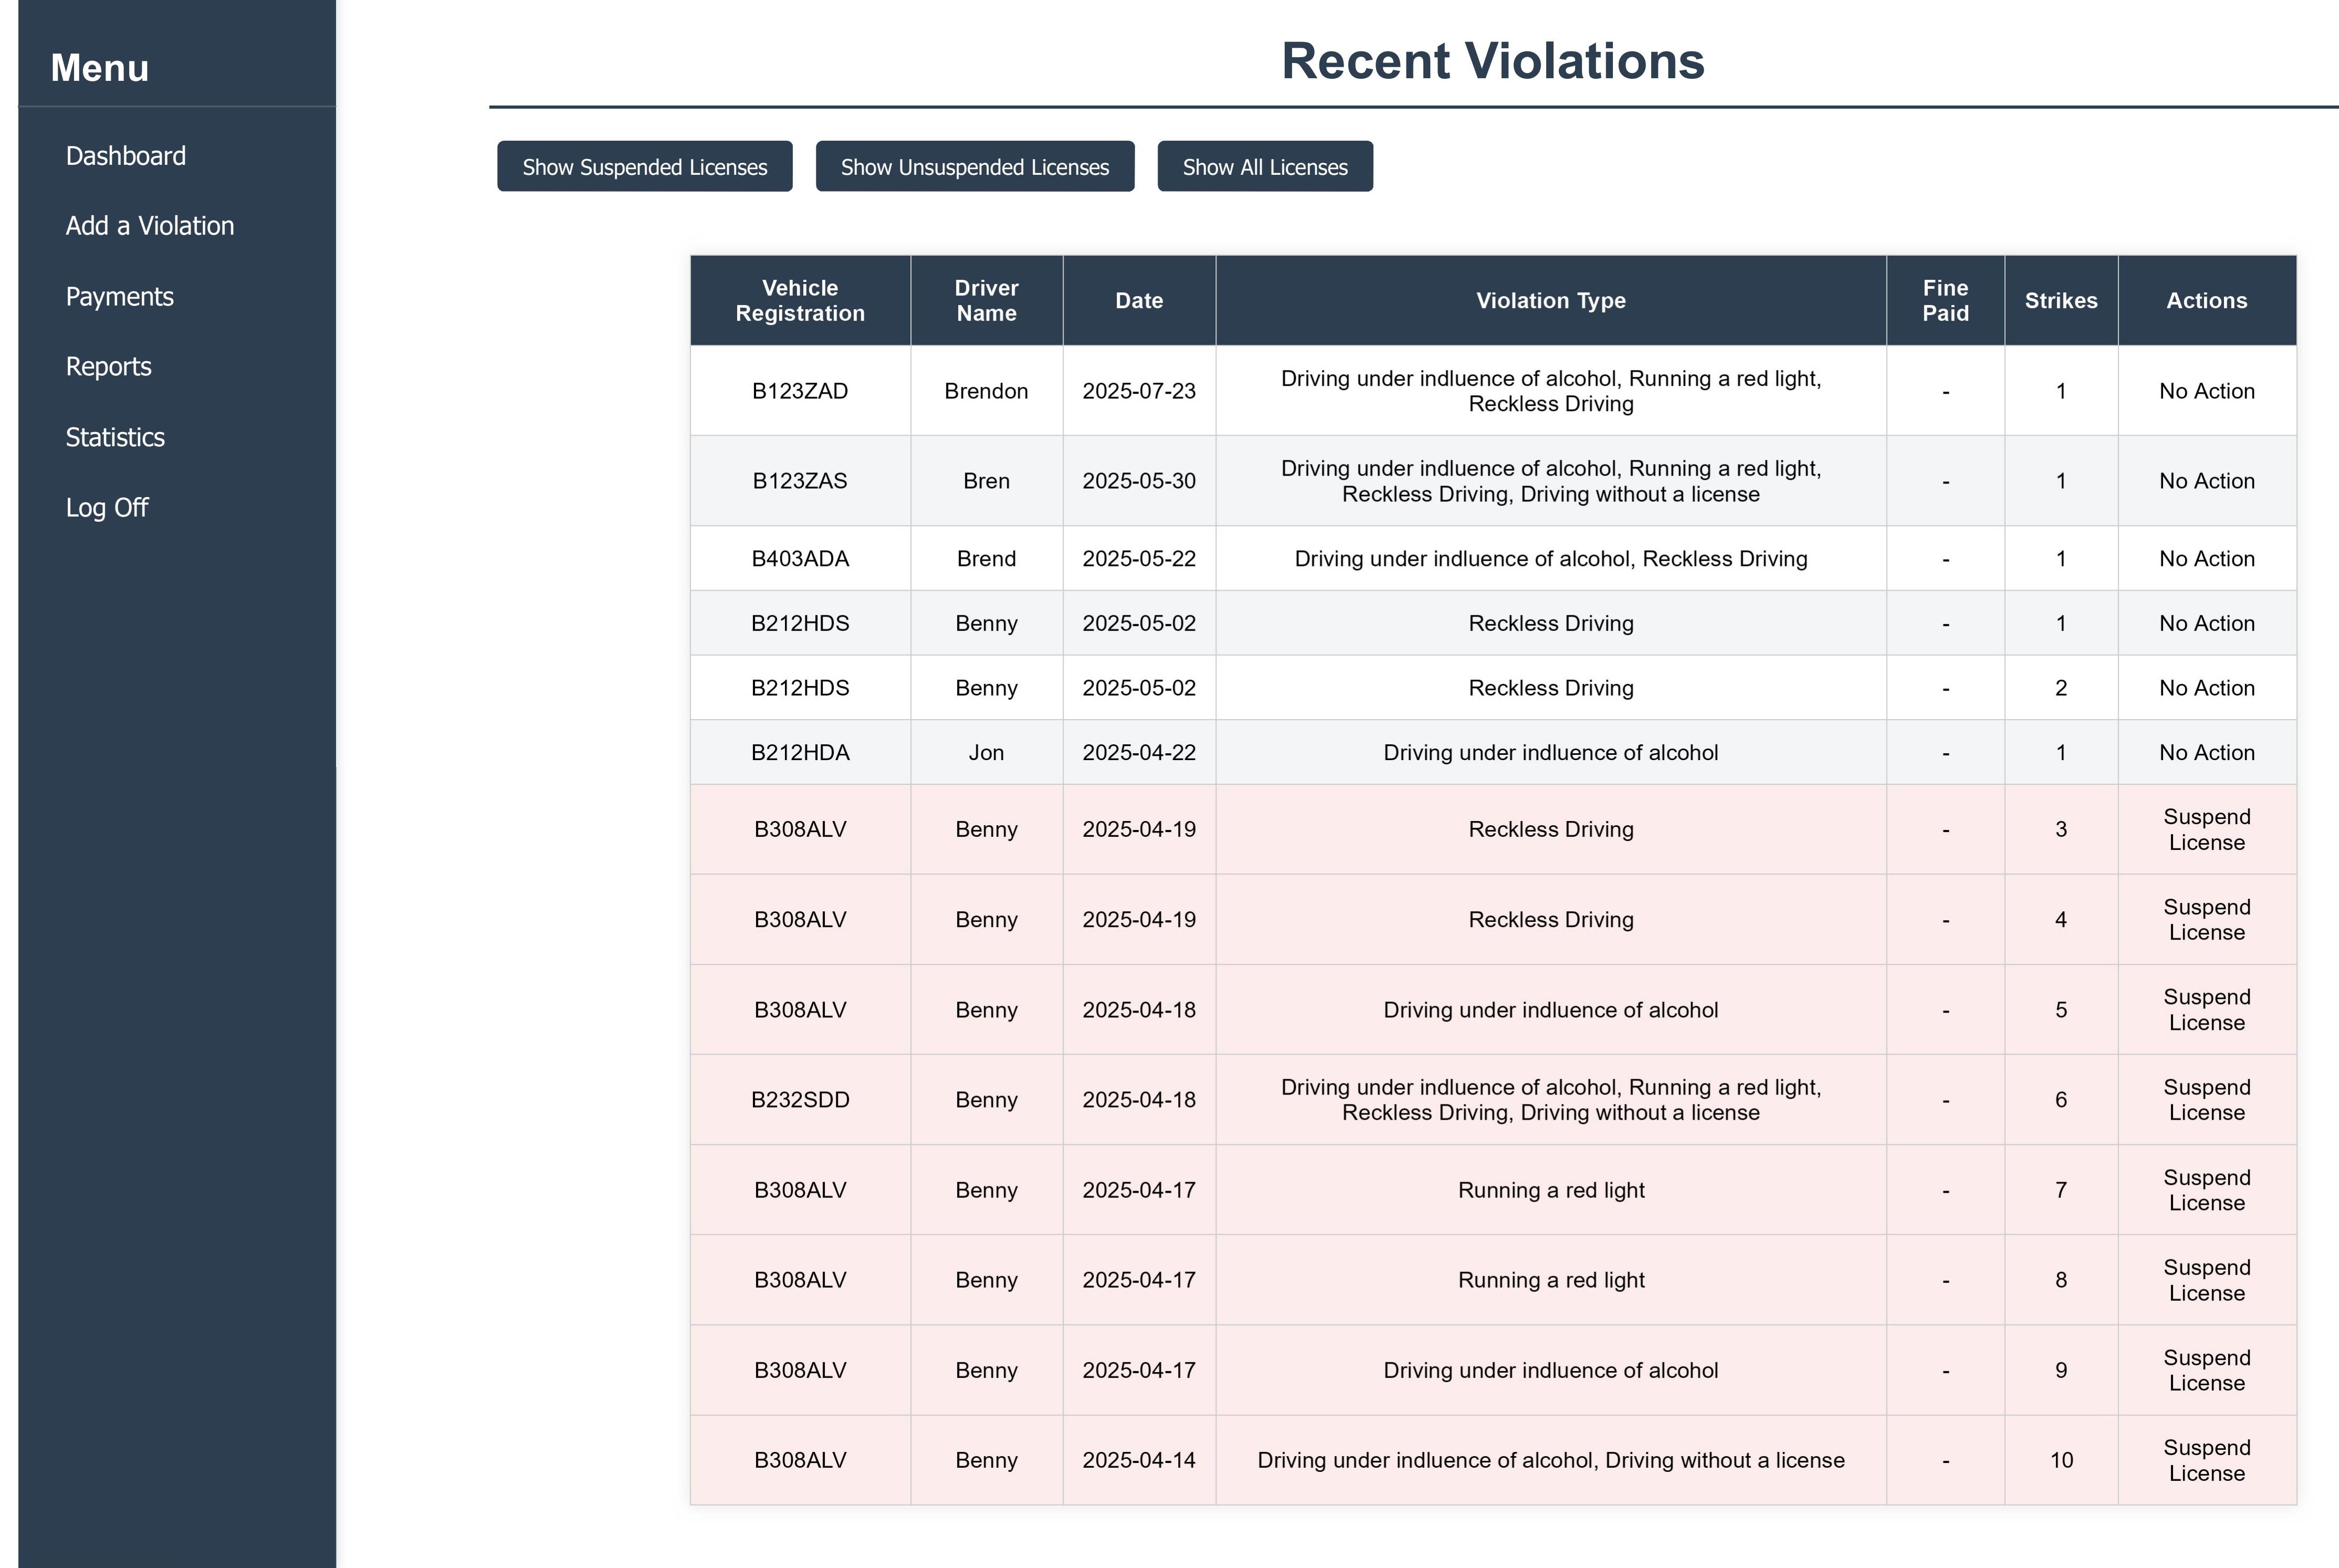 Menu
Dashboard
Add a Violation
Payments
Reports
Statistics
Log Off
Recent Violations
Show Suspended Licenses Show Unsuspended Licenses Show All Licenses
Vehicle Registration Driver Name Date Violation Type Fine Paid Strikes Actions
B123ZAD Brendon 2025-07-23 Driving under indluence of alcohol, Running a red light, Reckless Driving - 1 No Action
B123ZAS Bren 2025-05-30 Driving under indluence of alcohol, Running a red light, Reckless Driving, Driving without a license - 1 No Action
B403ADA Brend 2025-05-22 Driving under indluence of alcohol, Reckless Driving - 1 No Action
B212HDS Benny 2025-05-02 Reckless Driving - 1 No Action
B212HDS Benny 2025-05-02 Reckless Driving - 2 No Action
B212HDA Jon 2025-04-22 Driving under indluence of alcohol - 1 No Action
B308ALV Benny 2025-04-19 Reckless Driving - 3 Suspend License
B308ALV Benny 2025-04-19 Reckless Driving - 4 Suspend License
B308ALV Benny 2025-04-18 Driving under indluence of alcohol - 5 Suspend License
B232SDD Benny 2025-04-18 Driving under indluence of alcohol, Running a red light, Reckless Driving, Driving without a license - 6 Suspend License
B308ALV Benny 2025-04-17 Running a red light - 7 Suspend License
B308ALV Benny 2025-04-17 Running a red light - 8 Suspend License
B308ALV Benny 2025-04-17 Driving under indluence of alcohol - 9 Suspend License
B308ALV Benny 2025-04-14 Driving under indluence of alcohol, Driving without a license - 10 Suspend License